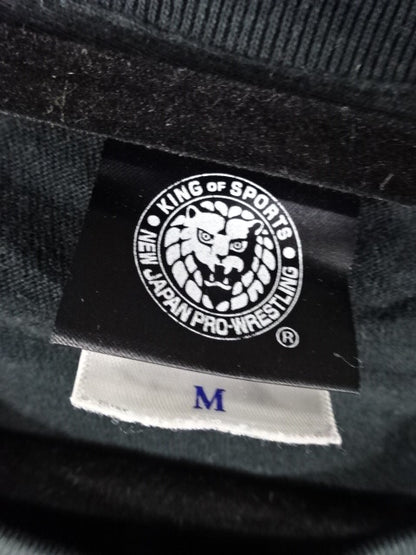 • KING OF SPORTS •
NEW JAPAN PRO-WRESTLING
®
M